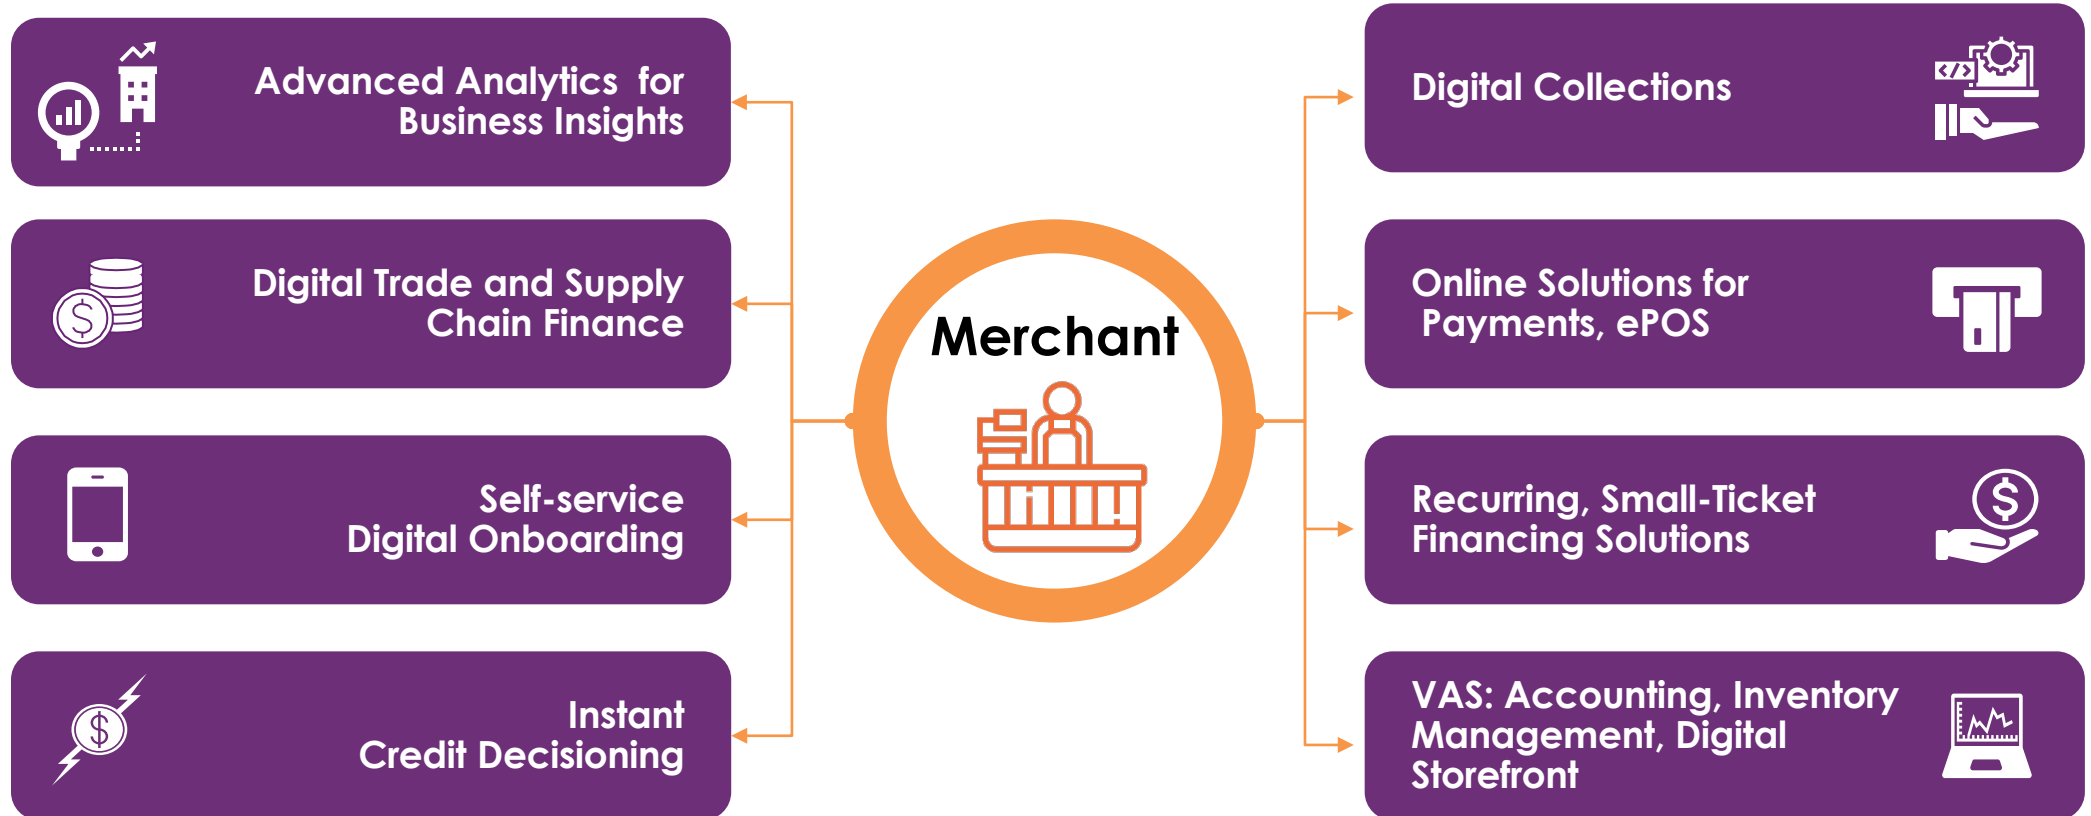 Advanced Analytics for
Business Insights
Digital Trade and Supply
Chain Finance
Self-service
Digital Onboarding
Instant
Credit Decisioning
Merchant
Digital Collections
Online Solutions for
Payments, ePOS
Recurring, Small-Ticket
Financing Solutions
VAS: Accounting, Inventory
Management, Digital
Storefront